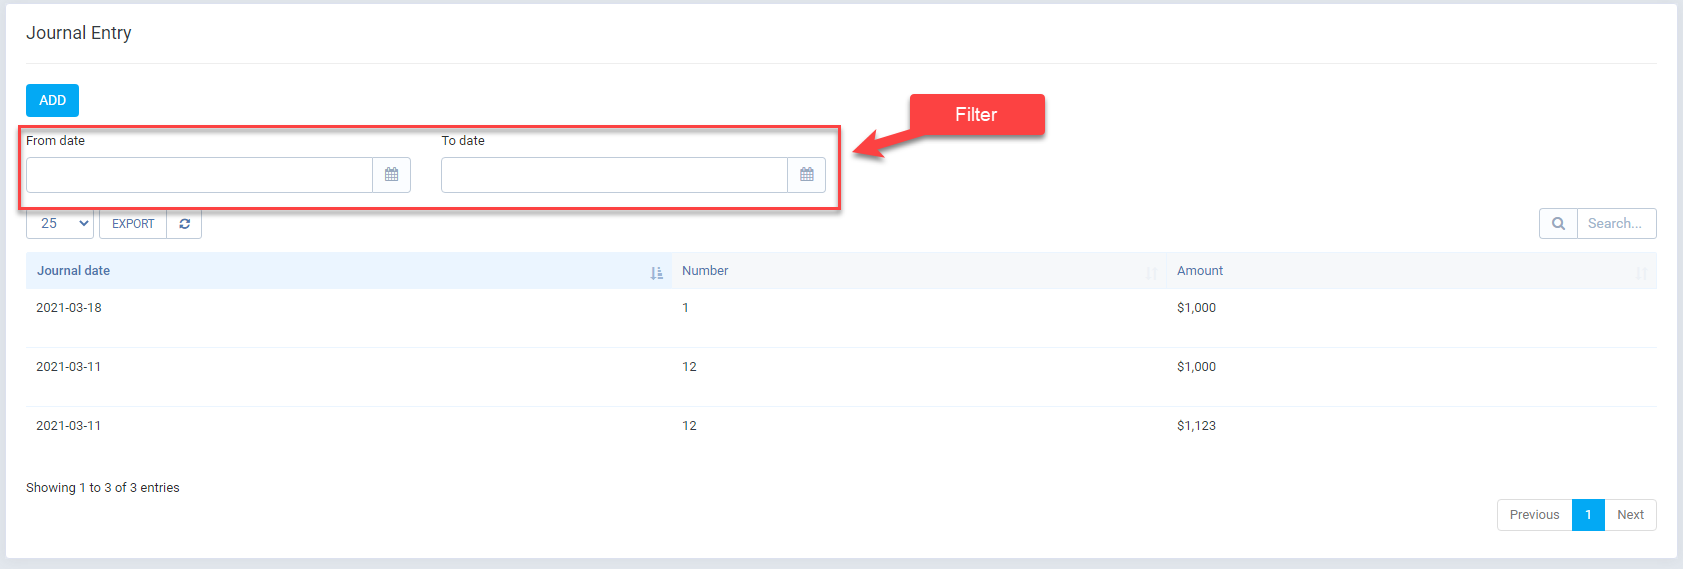 Journal Entry
ADD
Filter
From date To date
25 EXPORT Search...
Journal date Number Amount
2021-03-18 1 $1,000
2021-03-11 12 $1,000
2021-03-11 12 $1,123
Showing 1 to 3 of 3 entries
Previous 1 Next